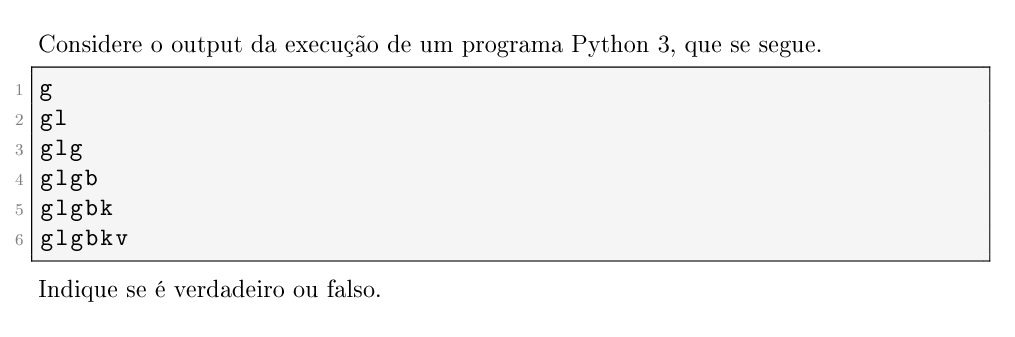 Considere o output da execução de um programa Python 3, que se segue.
1 g
2 gl
3 glg
4 glgb
5 glgbk
6 glgbkv
Indique se é verdadeiro ou falso.